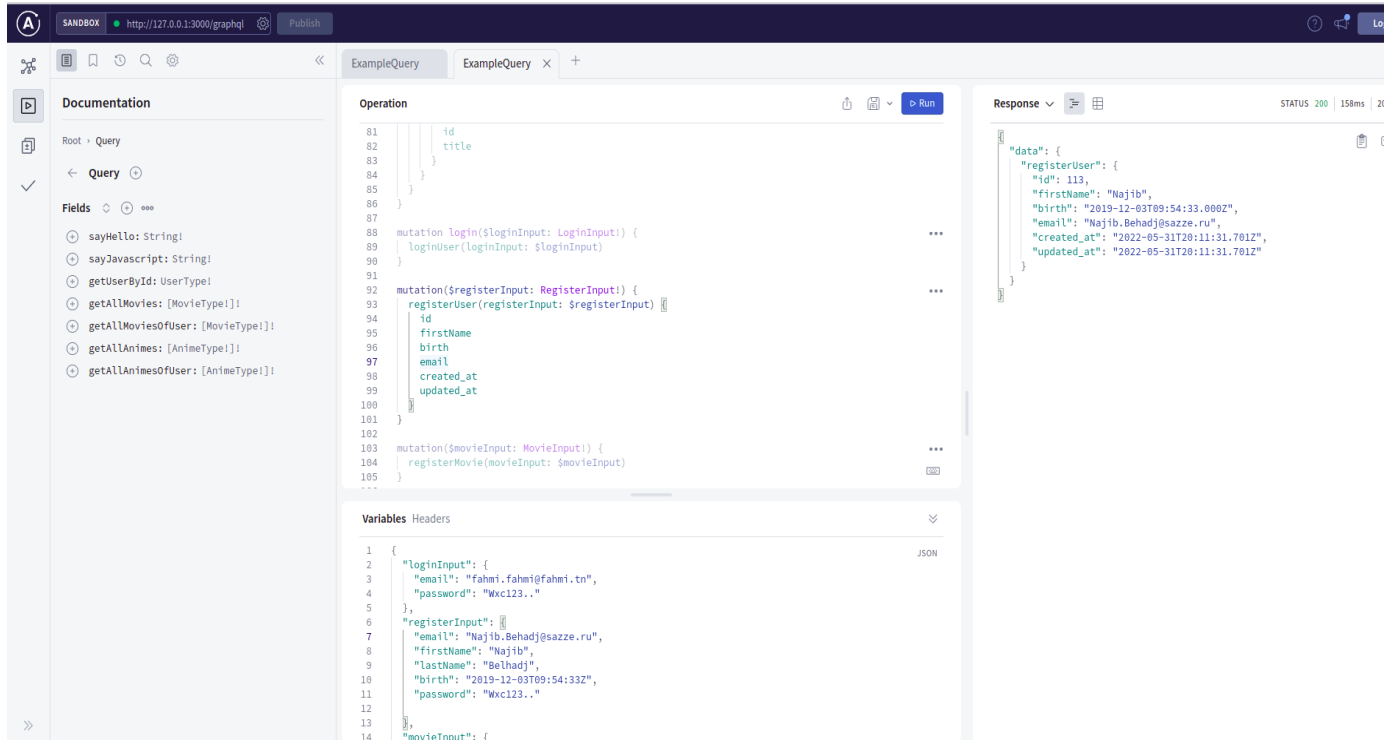 SANDBOX http://127.0.0.1:3000/graphql Publish
Documentation
Root › Query
Query
Fields
sayHello: String!
sayJavascript: String!
getUserById: UserType!
getAllMovies: [MovieType!]!
getAllMoviesOfUser: [MovieType!]!
getAllAnimes: [AnimeType!]!
getAllAnimesOfUser: [AnimeType!]!
ExampleQuery
ExampleQuery
Operation
Run
81 id
82 title
83 }
84 }
85 }
86 }
87
88 mutation login($loginInput: LoginInput!) {
89 loginUser(loginInput: $loginInput)
90 }
91
92 mutation($registerInput: RegisterInput!) {
93 registerUser(registerInput: $registerInput) {
94 id
95 firstName
96 birth
97 email
98 created_at
99 updated_at
100 }
101 }
102
103 mutation($movieInput: MovieInput!) {
104 registerMovie(movieInput: $movieInput)
105 }
Variables Headers
JSON
1 {
2 "loginInput": {
3 "email": "fahmi.fahmi@fahmi.tn",
4 "password": "Wxc123.."
5 },
6 "registerInput": {
7 "email": "Najib.Behadj@sazze.ru",
8 "firstName": "Najib",
9 "lastName": "Belhadj",
10 "birth": "2019-12-03T09:54:33Z",
11 "password": "Wxc123.."
12
13 },
14 "movieInput": {
Response
STATUS 200 158ms 20
{
"data": {
"registerUser": {
"id": 113,
"firstName": "Najib",
"birth": "2019-12-03T09:54:33.000Z",
"email": "Najib.Behadj@sazze.ru",
"created_at": "2022-05-31T20:11:31.701Z",
"updated_at": "2022-05-31T20:11:31.701Z"
}
}
}